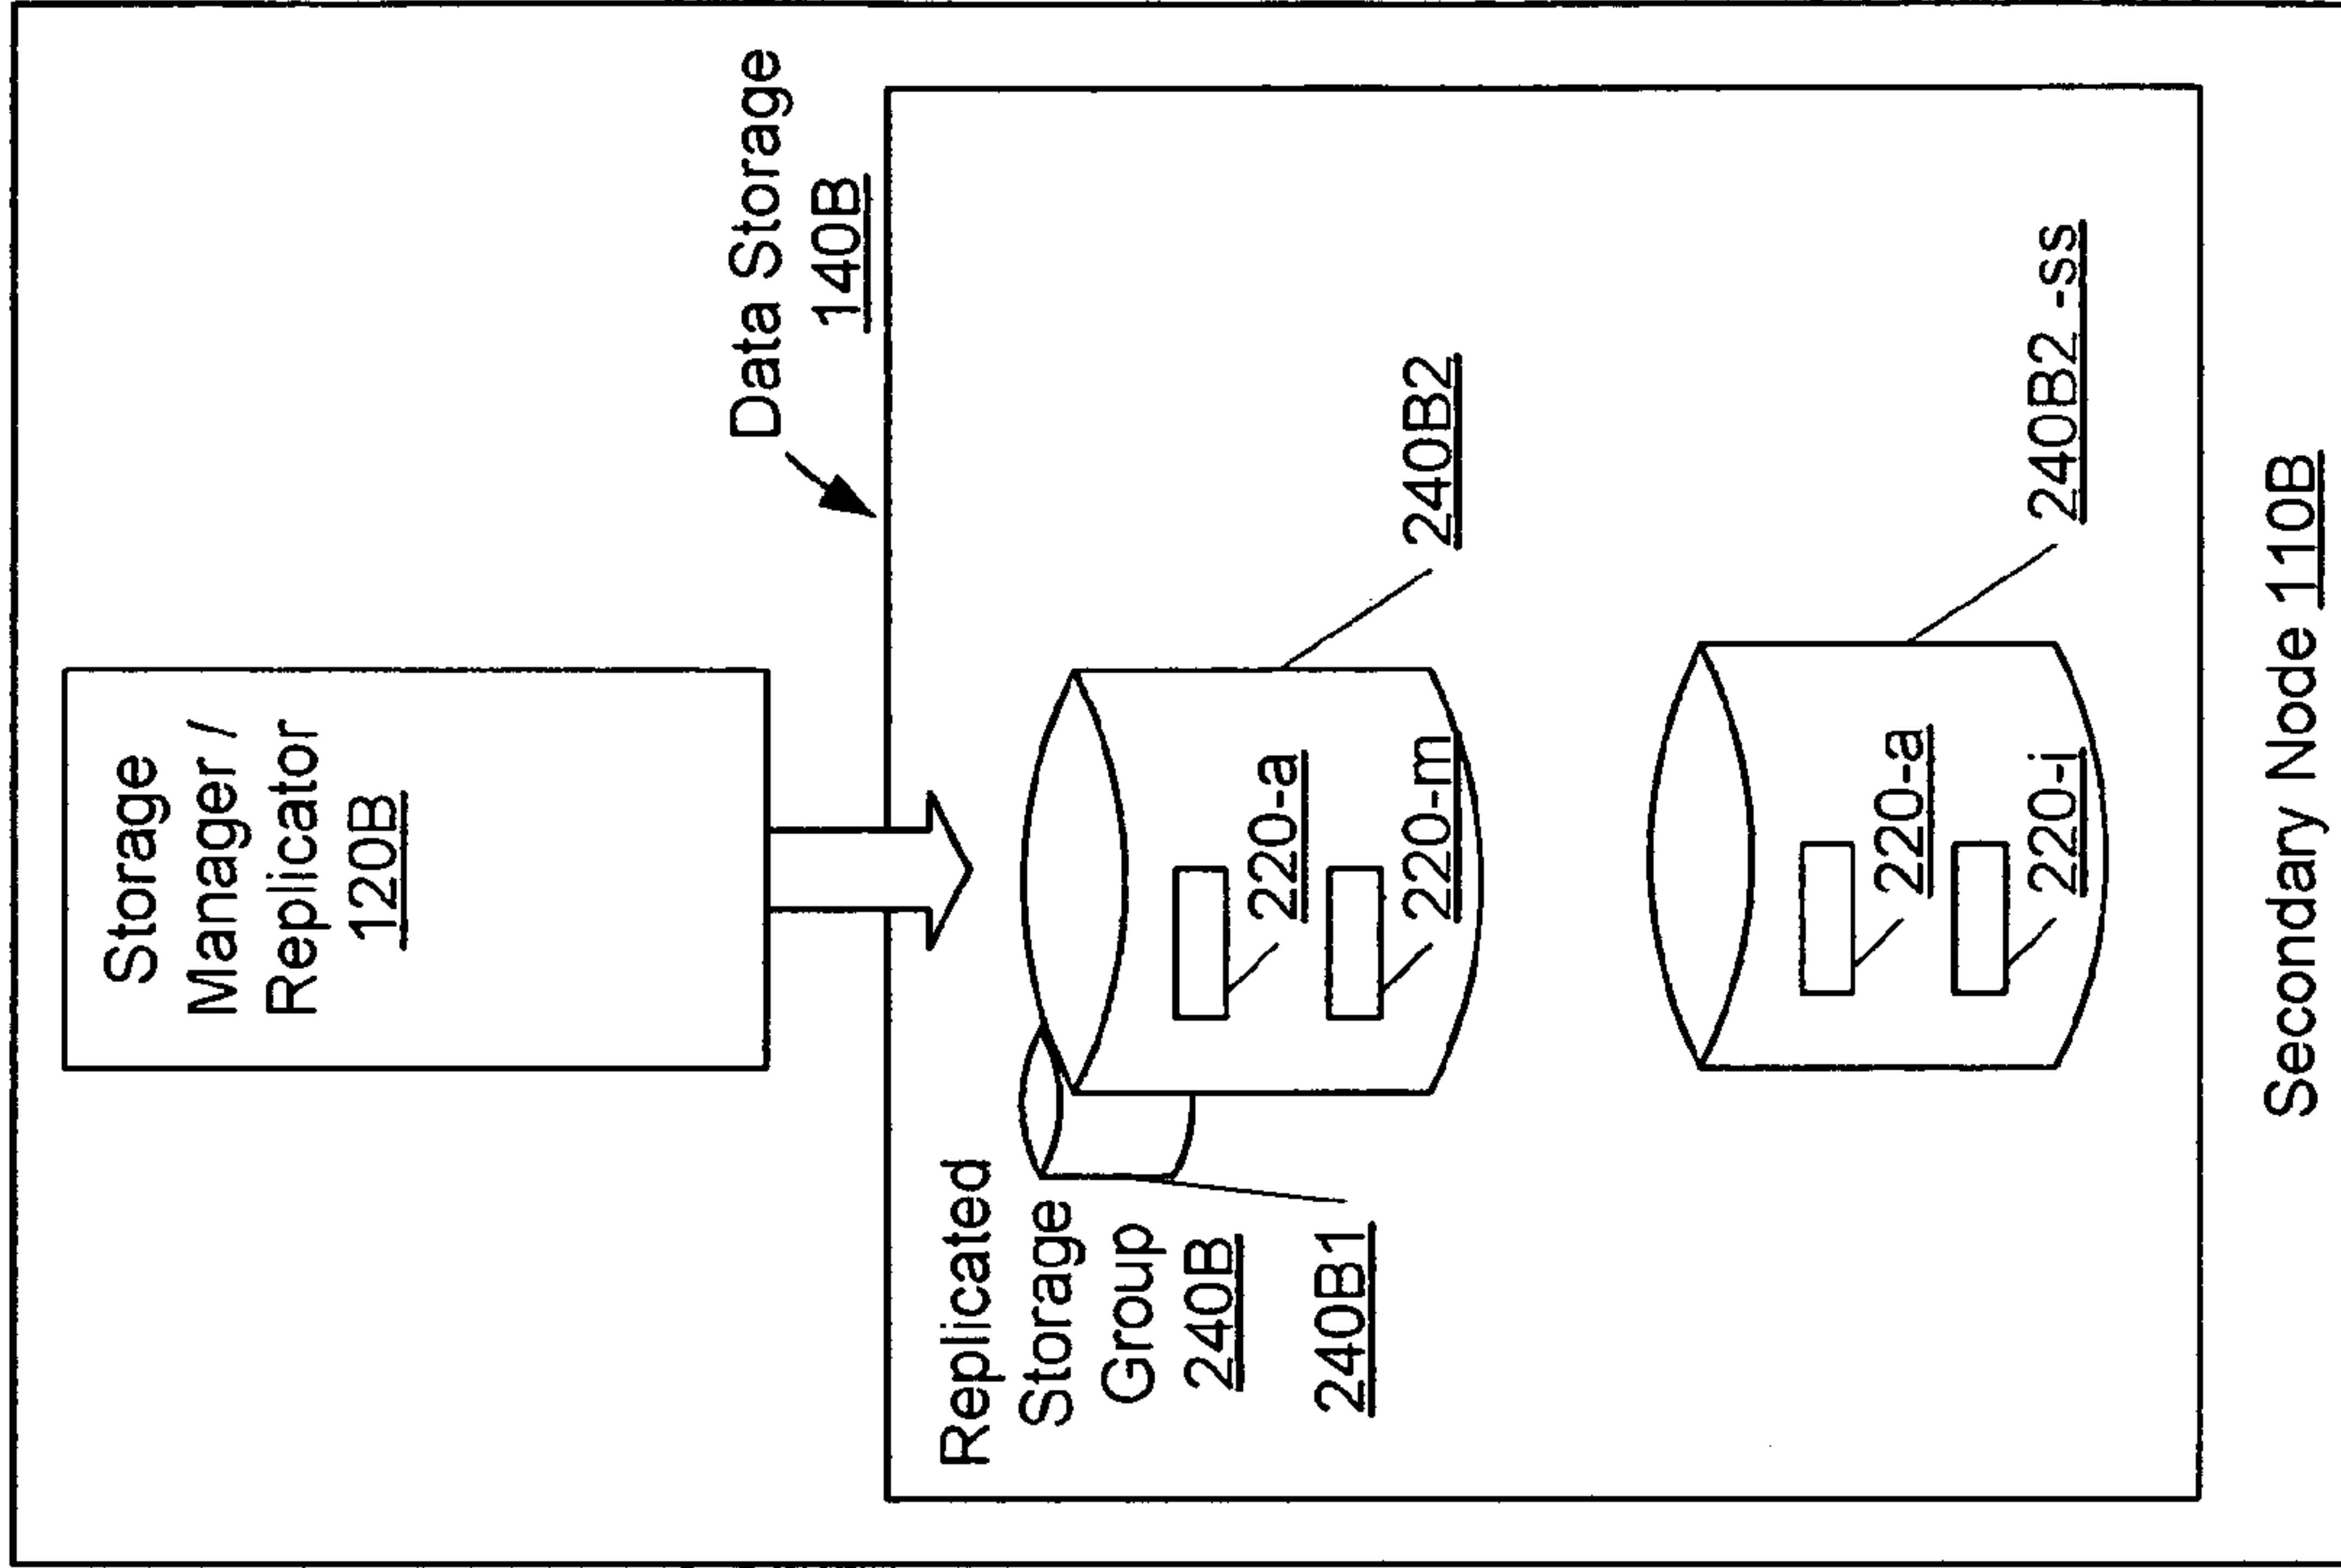 Storage
Manager /
Replicator
120B
Data Storage
140B
Replicated
Storage
Group
240B
240B1
220-a
220-m
240B2
220-a
220-i
240B2 -ss
Secondary Node 110B